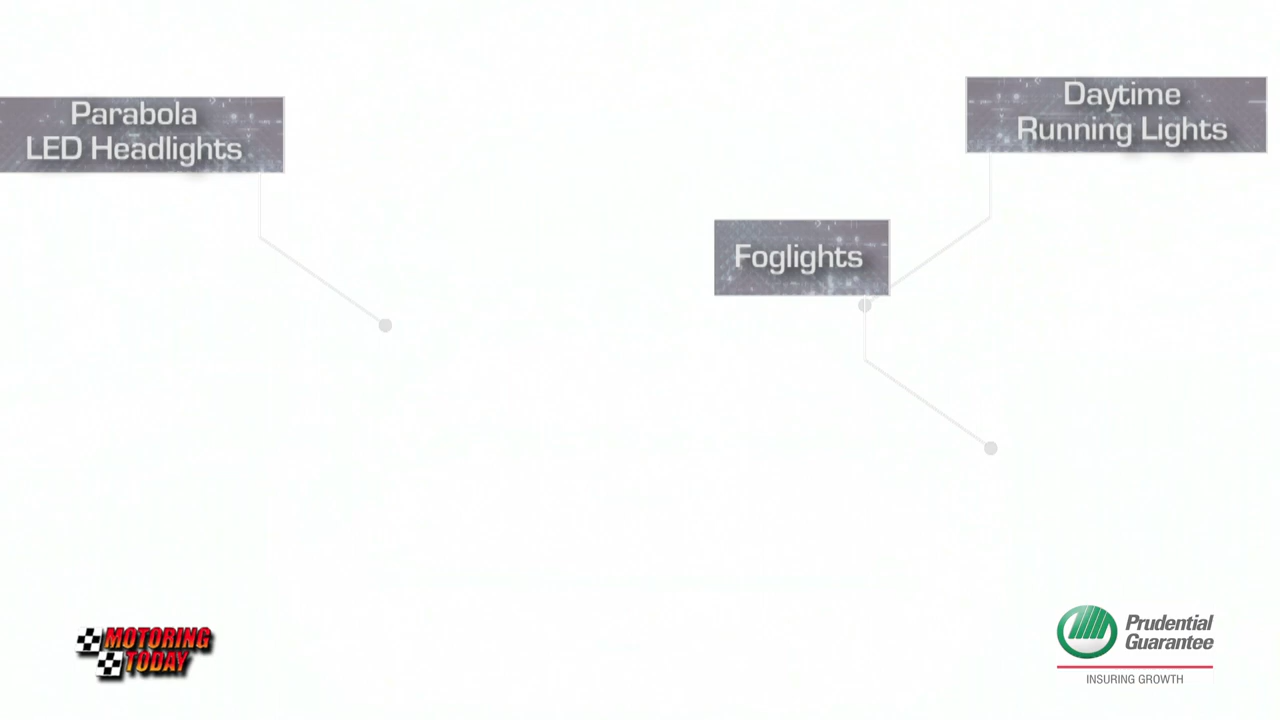 Parabola
LED Headlights
Daytime
Running Lights
Foglights
MOTORING
TODAY
Prudential
Guarantee
INSURING GROWTH